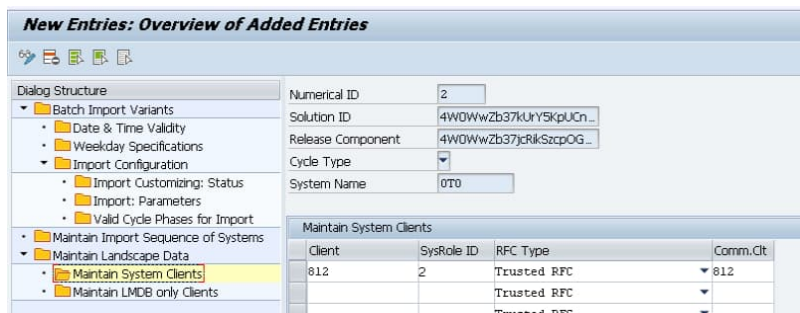 New Entries: Overview of Added Entries
Dialog Structure
Batch Import Variants
Date & Time Validity
Weekday Specifications
Import Configuration
Import Customizing: Status
Import: Parameters
Valid Cycle Phases for Import
Maintain Import Sequence of Systems
Maintain Landscape Data
Maintain System Clients
Maintain LMDB only Clients
Numerical ID 2
Solution ID 4W0WwZb37kUrY5KpUCn...
Release Component 4W0WwZb37jcRikSzcpOG...
Cycle Type
System Name 0T0
Maintain System Clients
Client SysRole ID RFC Type Comm.Clt
812 2 Trusted RFC 812
Trusted RFC
Trusted RFC